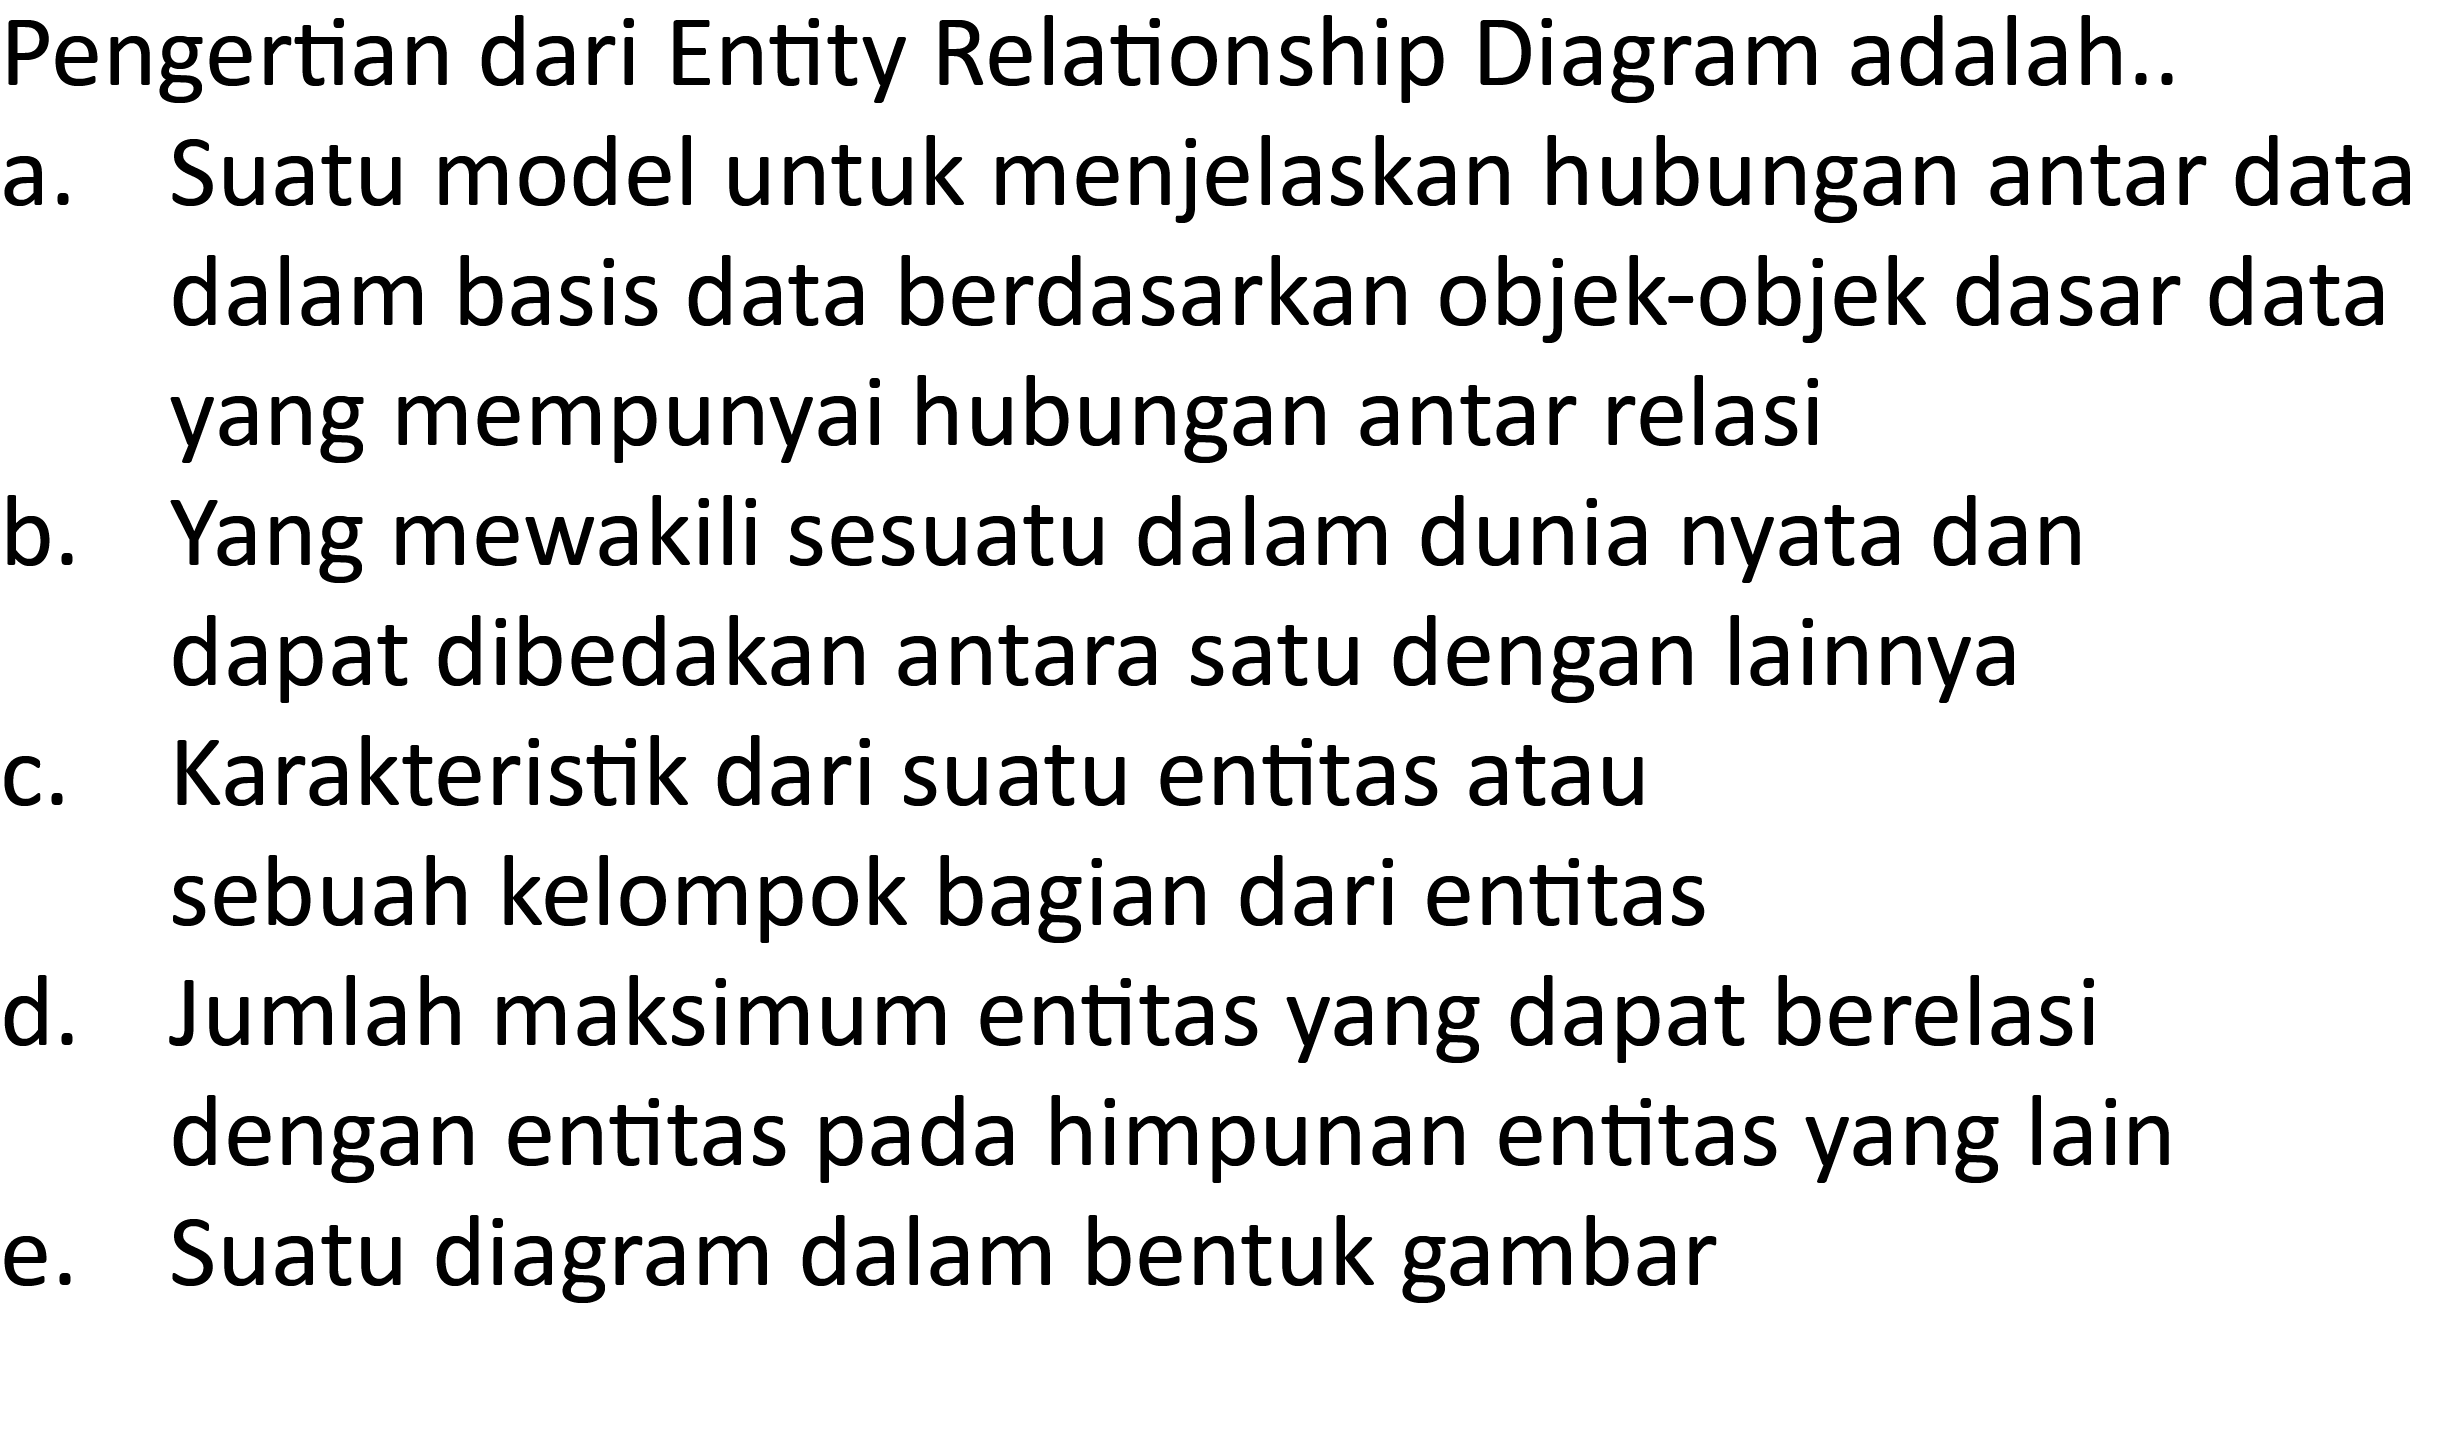 Pengertian dari Entity Relationship Diagram adalah..
a. Suatu model untuk menjelaskan hubungan antar data
dalam basis data berdasarkan objek-objek dasar data
yang mempunyai hubungan antar relasi
b. Yang mewakili sesuatu dalam dunia nyata dan
dapat dibedakan antara satu dengan lainnya
c. Karakteristik dari suatu entitas atau
sebuah kelompok bagian dari entitas
d. Jumlah maksimum entitas yang dapat berelasi
dengan entitas pada himpunan entitas yang lain
e. Suatu diagram dalam bentuk gambar